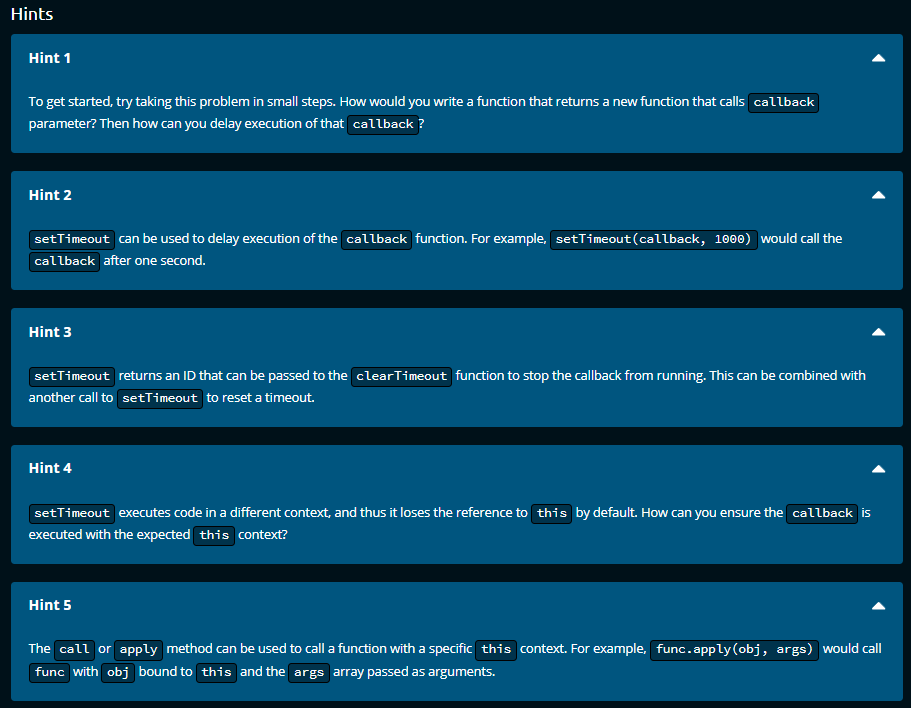 Hints
Hint 1
To get started, try taking this problem in small steps. How would you write a function that returns a new function that calls callback
parameter? Then how can you delay execution of that callback ?
Hint 2
setTimeout can be used to delay execution of the callback function. For example, setTimeout(callback, 1000) would call the
callback after one second.
Hint 3
setTimeout returns an ID that can be passed to the clearTimeout function to stop the callback from running. This can be combined with
another call to setTimeout to reset a timeout.
Hint 4
setTimeout executes code in a different context, and thus it loses the reference to this by default. How can you ensure the callback is
executed with the expected this context?
Hint 5
The call or apply method can be used to call a function with a specific this context. For example, func.apply(obj, args) would call
func with obj bound to this and the args array passed as arguments.